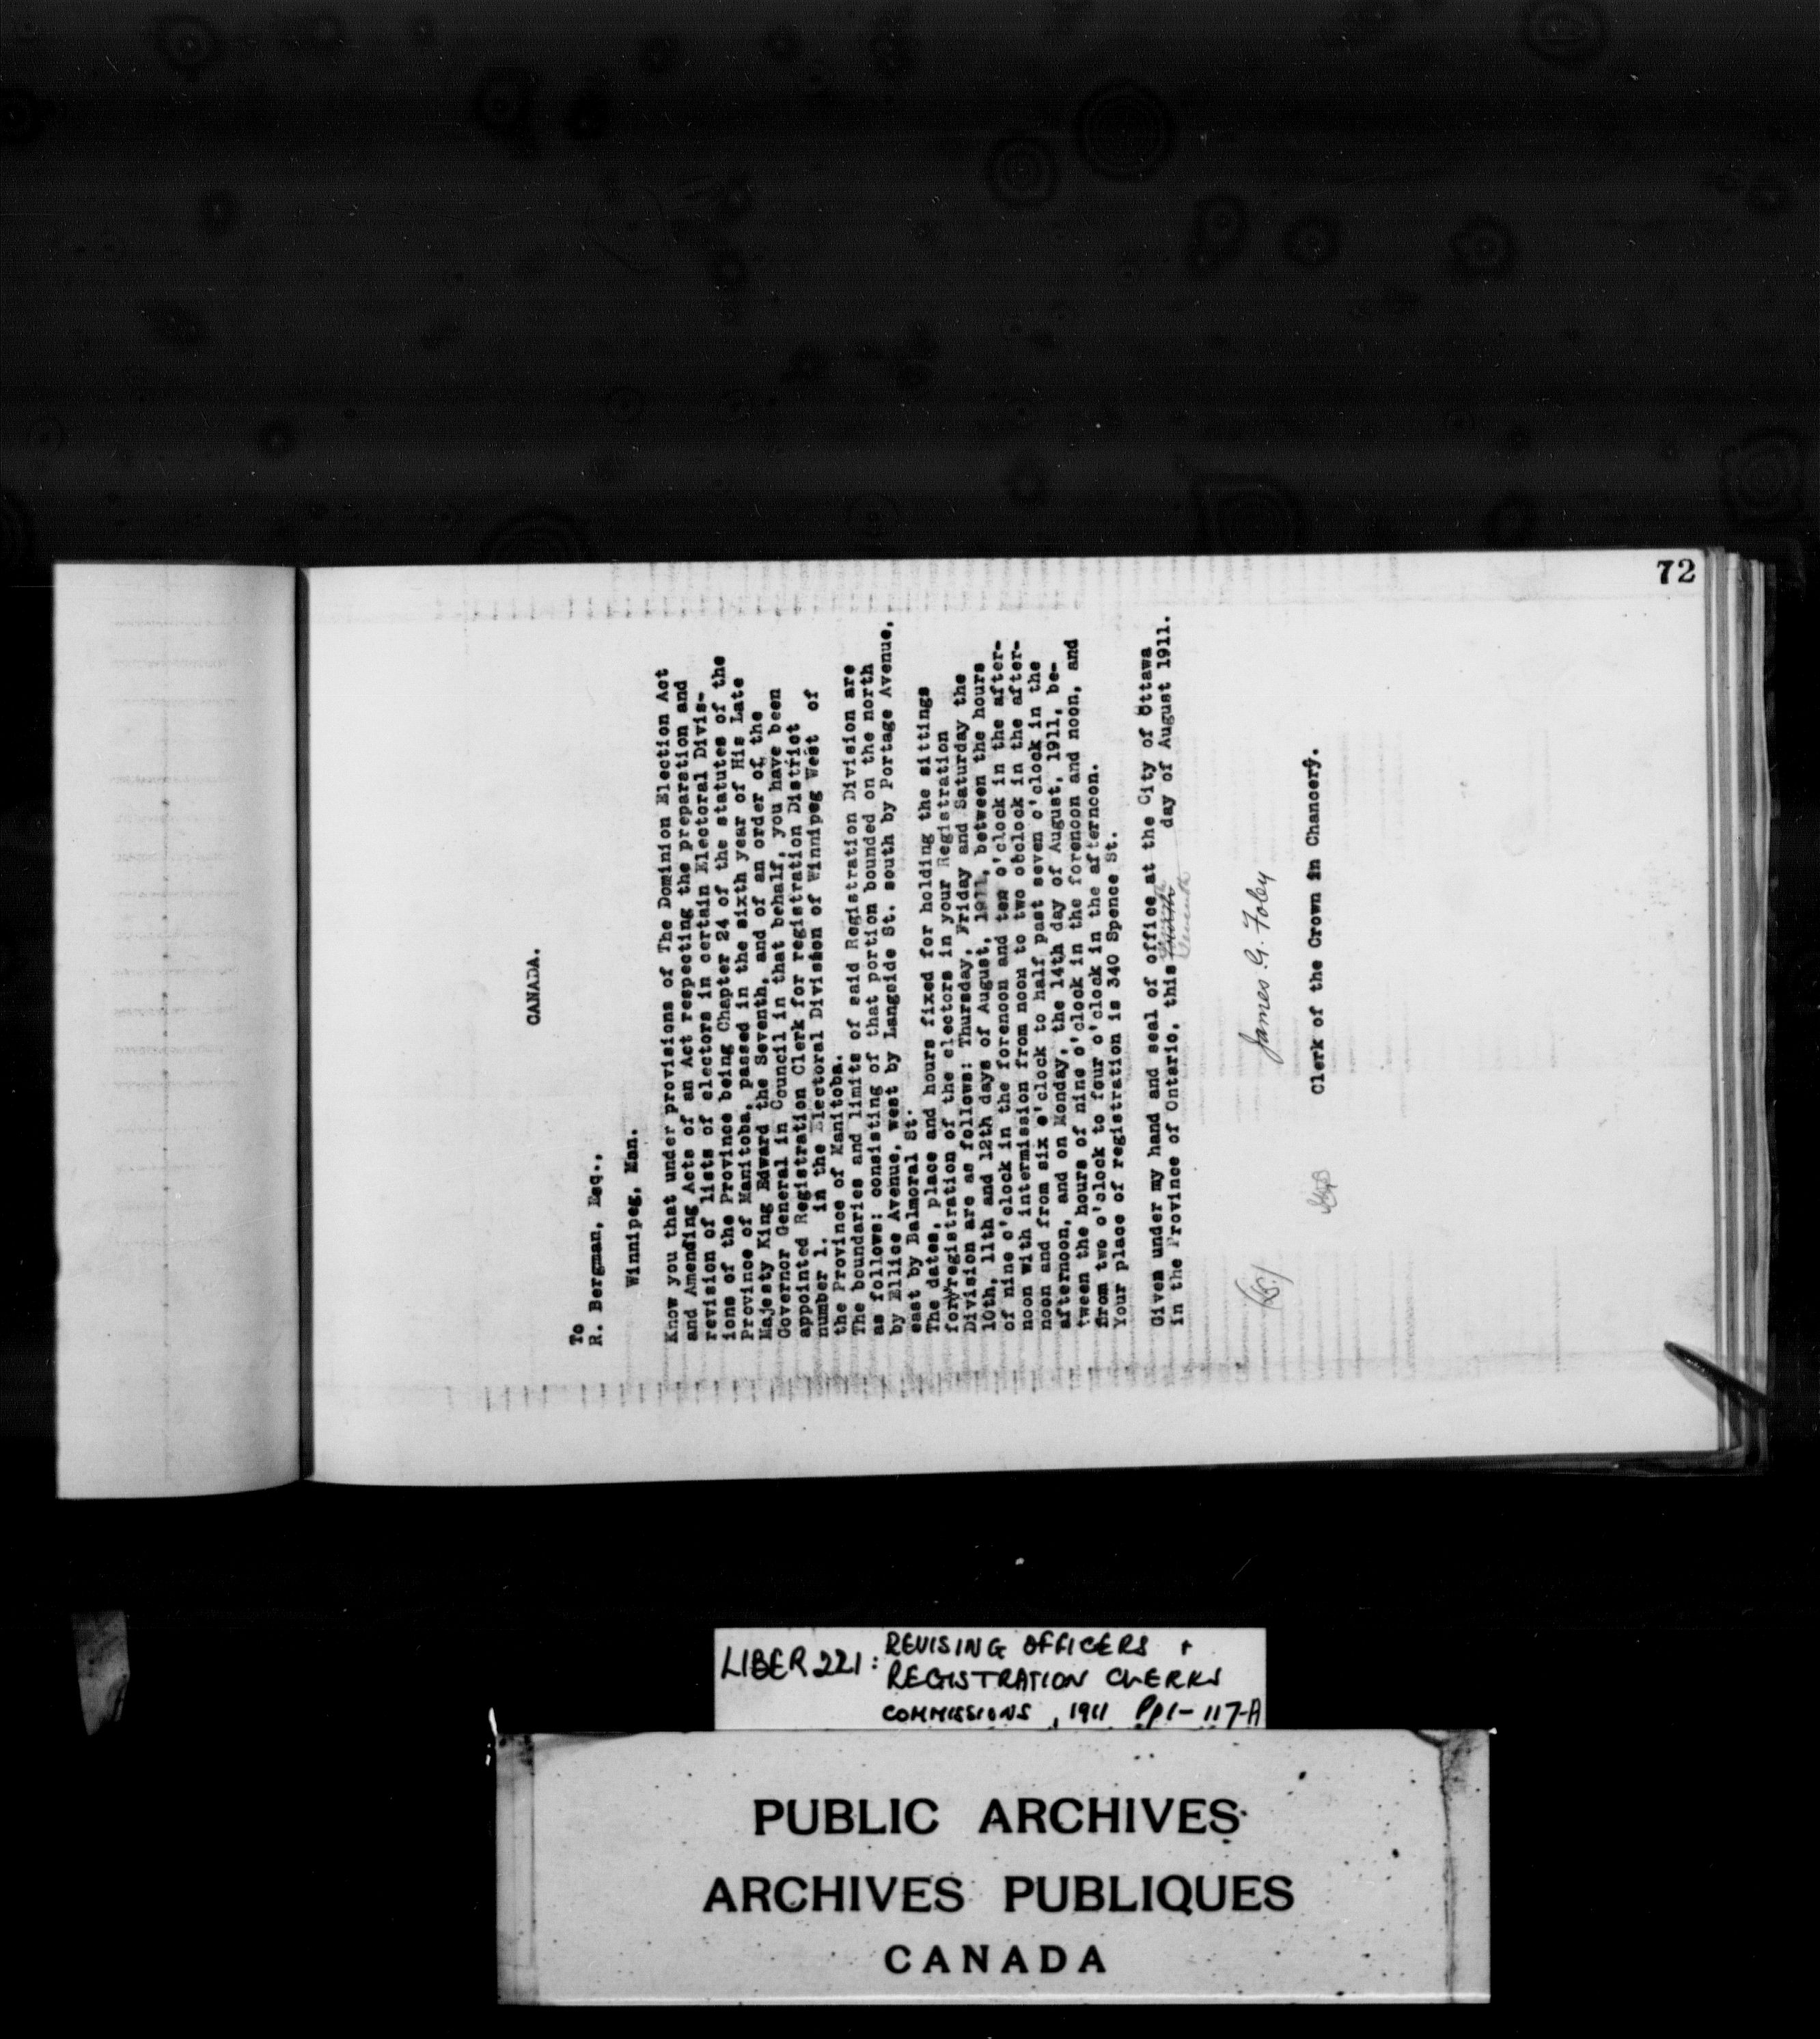 72
CANADA.
To
R. Bergman, Esq.,
Winnipeg, Man.
Know you that under provisions of The Dominion Election Act
and Amending Acts of an Act respecting the preparation and
revision of lists of electors in certain Electoral Divis-
ions of the Province being Chapter 24 of the statutes of the
Province of Manitoba, passed in the sixth year of His Late
Majesty King Edward the Seventh, and of an order of the
Governor General in Council in that behalf, you have been
appointed Registration Clerk for registration District
number 1. in the Electoral Division of Winnipeg West of
the Province of Manitoba.
The boundaries and limits of said Registration Division are
as follows: consisting of that portion bounded on the north
by Ellice Avenue, west by Langside St. south by Portage Avenue,
east by Balmoral St.
The dates, place and hours fixed for holding the sittings
for registration of the electors in your Registration
Division are as follows: Thursday, Friday and Saturday the
10th, 11th and 12th days of August, 1911, between the hours
of nine o'clock in the forenoon and ten o'clock in the after-
noon with intermission from noon to two oclock in the after-
noon and from six o'clock to half past seven o'clock in the
afternoon, and on Monday, the 14th day of August, 1911, be-
tween the hours of nine o'clock in the forenoon and noon, and
from two o'clock to four o'clock in the afternoon.
Your place of registration is 340 Spence St.
Given under my hand and seal of office at the City of Ottawa
in the Province of Ontario, this day of August 1911.
Seventh
James G. Foley
Clerk of the Crown in Chancery.
LIBER 221: REVISING OFFICERS +
REGISTRATION CLERKS
COMMISSIONS, 1911 Pp 1-117-A
PUBLIC ARCHIVES
ARCHIVES PUBLIQUES
CANADA